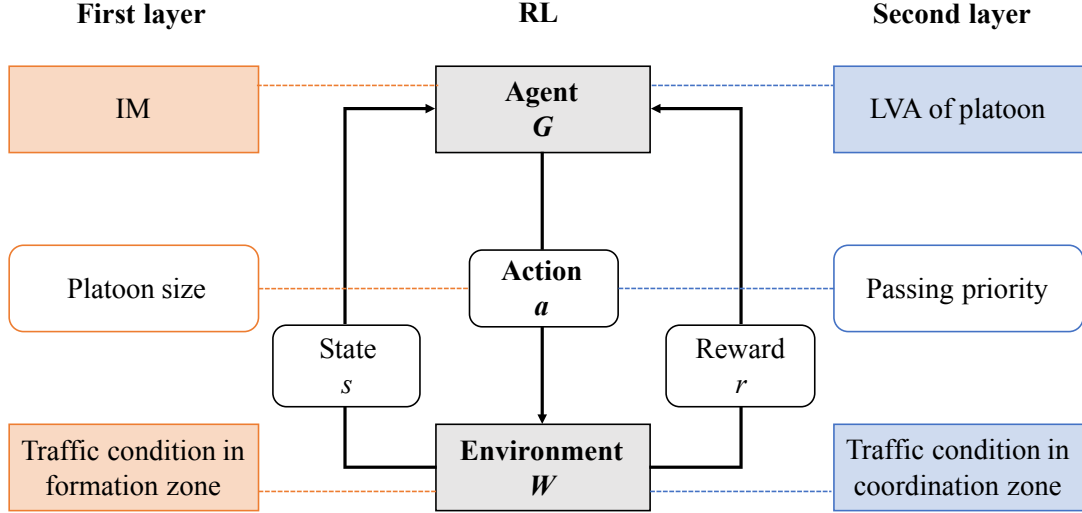 First layer
RL
Second layer
IM
Agent
G
LVA of platoon
Platoon size
Action
a
Passing priority
State
s
Reward
r
Traffic condition in
formation zone
Environment
W
Traffic condition in
coordination zone